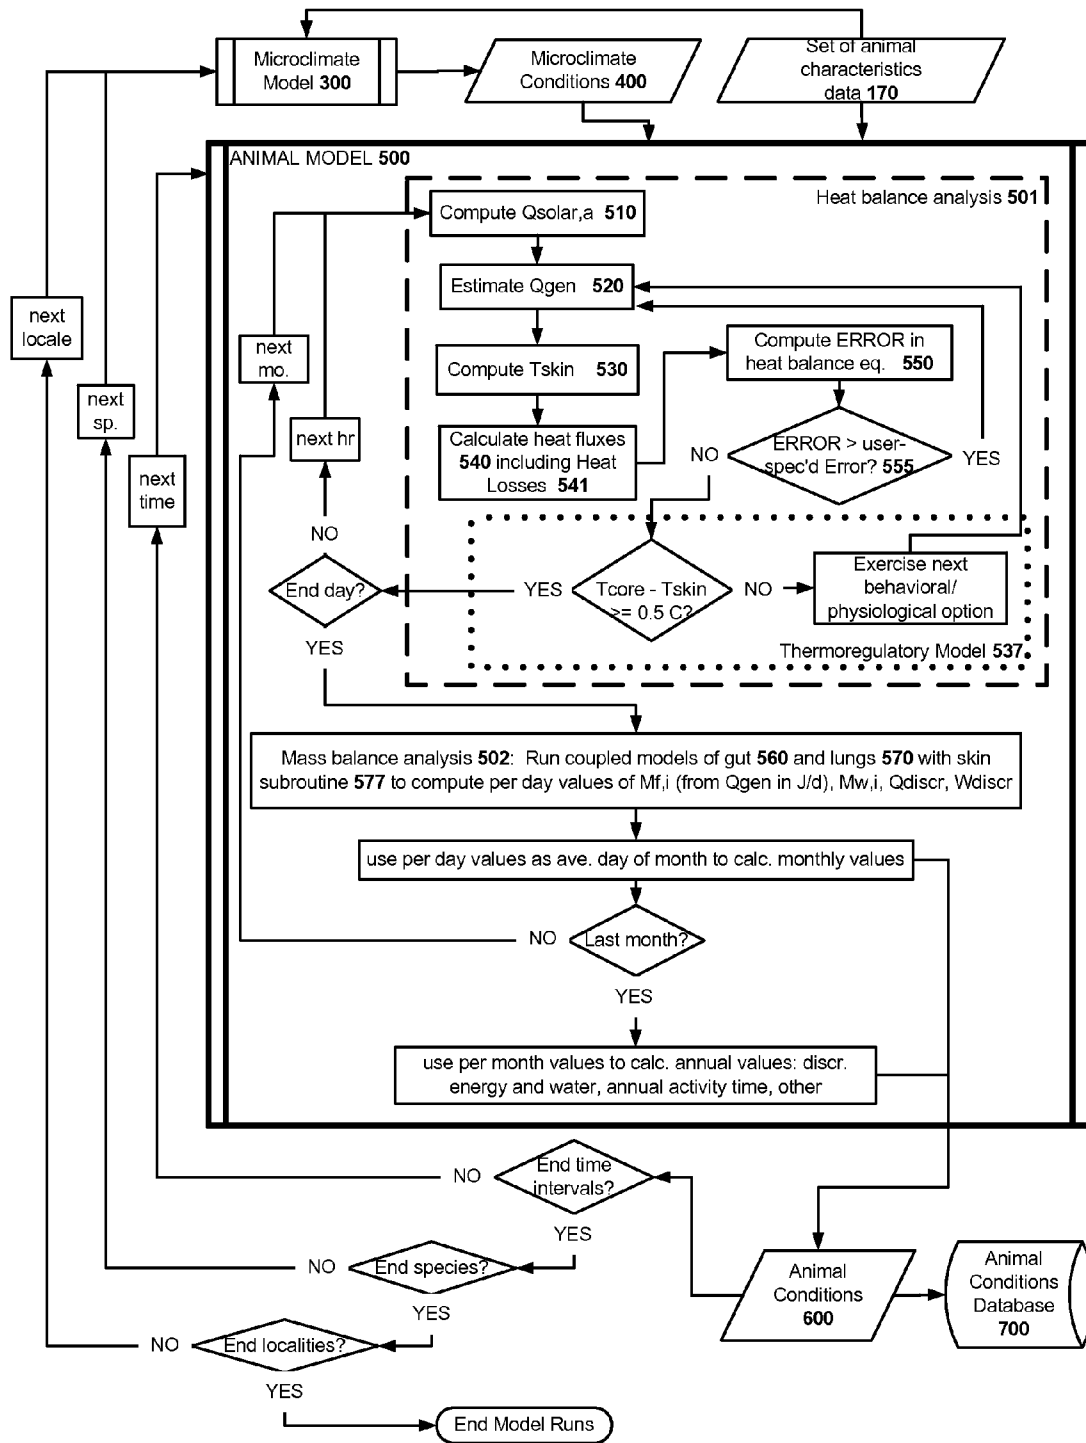 Microclimate
Model 300
Microclimate
Conditions 400
Set of animal
characteristics
data 170
ANIMAL MODEL 500
Heat balance analysis 501
Compute Qsolar,a 510
Estimate Qgen 520
Compute Tskin 530
Calculate heat fluxes
540 including Heat
Losses 541
Compute ERROR in
heat balance eq. 550
ERROR > user-
spec'd Error? 555
NO
YES
next
locale
next
mo.
next
sp.
next hr
next
time
NO
End day?
YES
YES
Tcore - Tskin
>= 0.5 C?
NO
Exercise next
behavioral/
physiological option
Thermoregulatory Model 537
Mass balance analysis 502: Run coupled models of gut 560 and lungs 570 with skin
subroutine 577 to compute per day values of Mf,i (from Qgen in J/d), Mw,i, Qdiscr, Wdiscr
use per day values as ave. day of month to calc. monthly values
NO
Last month?
YES
use per month values to calc. annual values: discr.
energy and water, annual activity time, other
NO
End time
intervals?
YES
NO
End species?
YES
NO
End localities?
YES
End Model Runs
Animal
Conditions
600
Animal
Conditions
Database
700